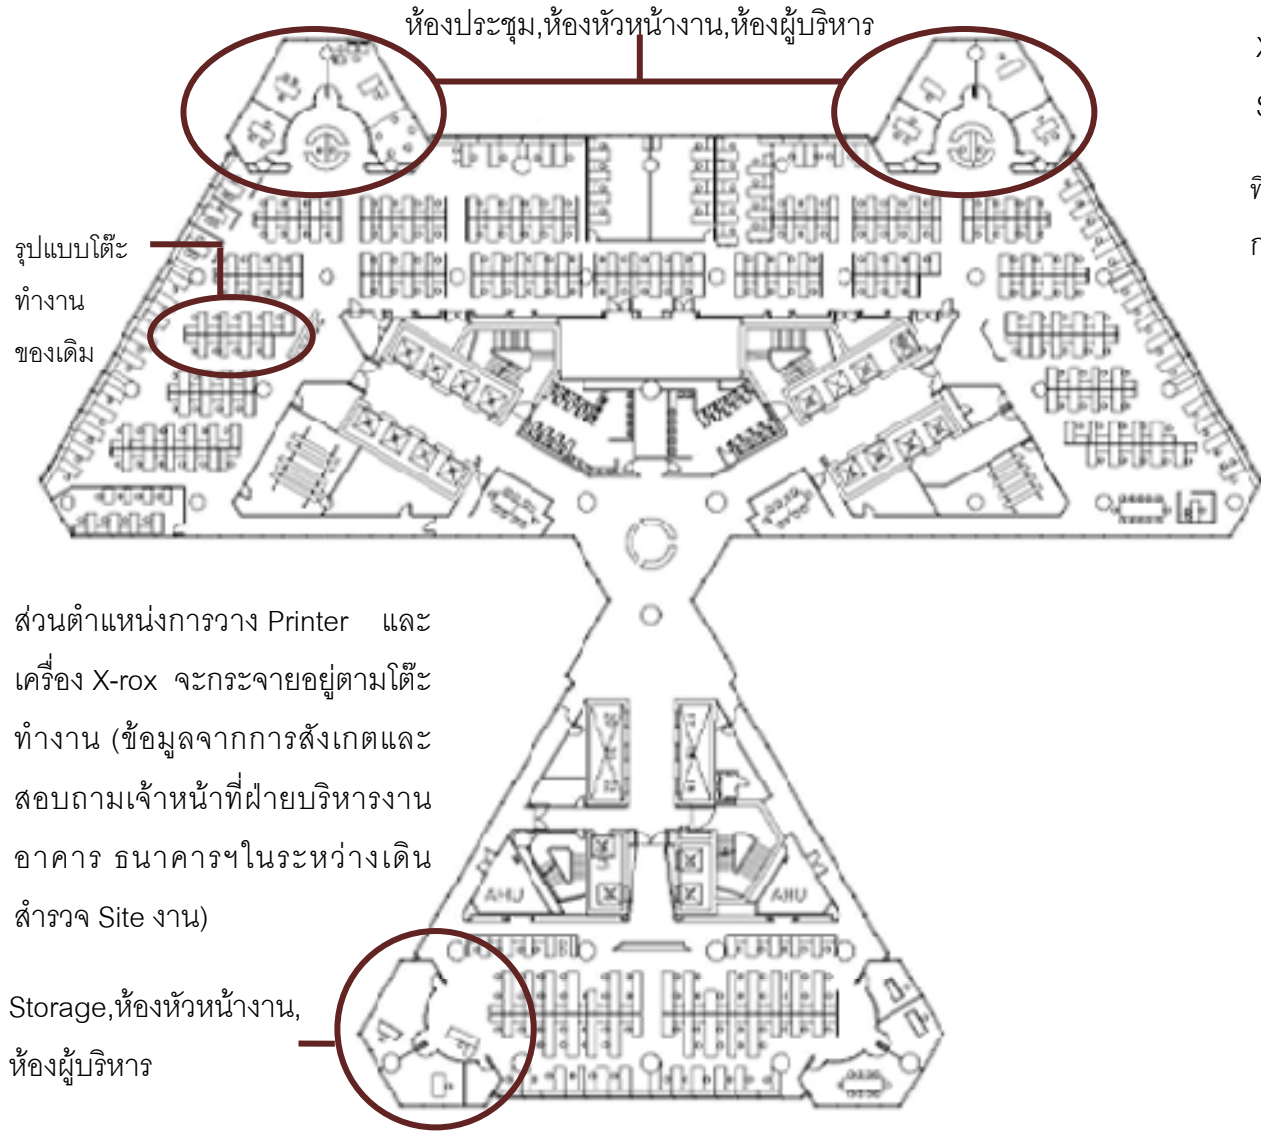 ห้องประชุม,ห้องหัวหน้างาน,ห้องผู้บริหาร
รุปแบบโต๊ะ
ทำงาน
ของเดิม
ส่วนตำแหน่งการวาง Printer และ
เครื่อง X-rox จะกระจายอยู่ตามโต๊ะ
ทำงาน (ข้อมูลจากการสังเกตและ
สอบถามเจ้าหน้าที่ฝ่ายบริหารงาน
อาคาร ธนาคารฯในระหว่างเดิน
สำรวจ Site งาน)
AHU
AHU
Storage,ห้องหัวหน้างาน,
ห้องผู้บริหาร